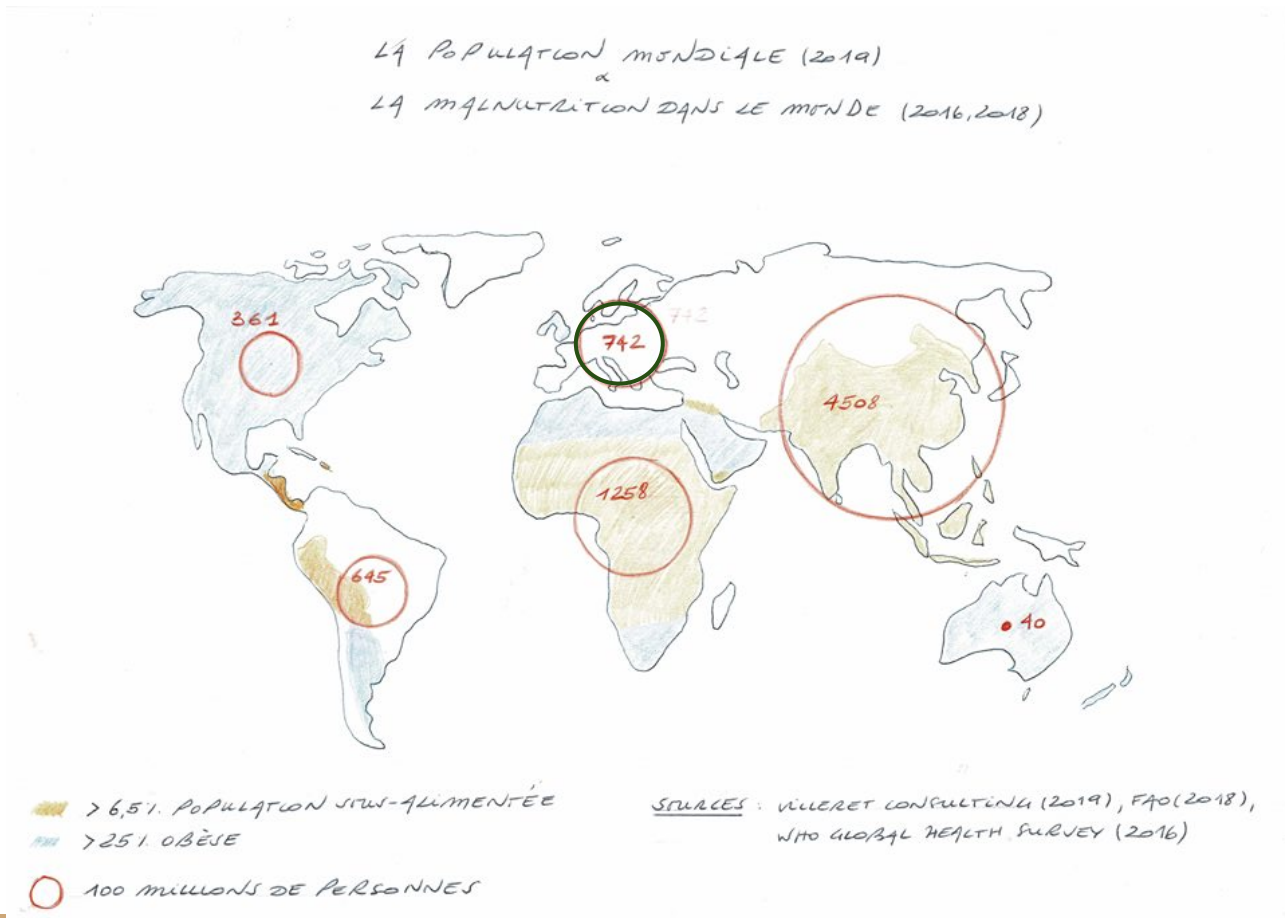 LA POPULATION MONDIALE (2019)
&
LA MALNUTRITION DANS LE MONDE (2016, 2018)
361
742
742
4508
1258
645
40
> 6,5% POPULATION SOUS-ALIMENTÉE
> 25% OBÈSE
100 MILLIONS DE PERSONNES
SOURCES : VILLERET CONSULTING (2019), FAO (2018),
WHO GLOBAL HEALTH SURVEY (2016)